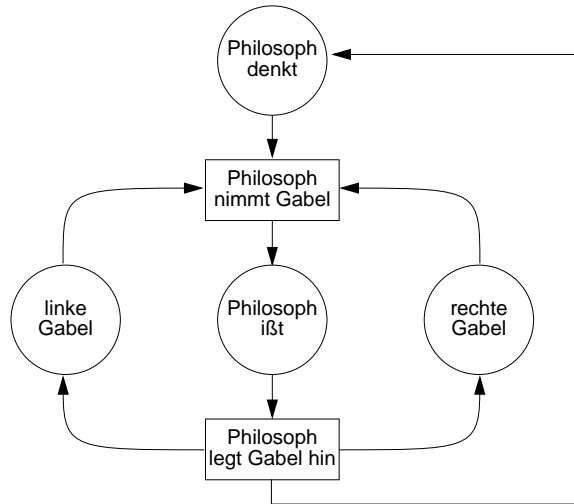 Philosoph
denkt
Philosoph
nimmt Gabel
linke
Gabel
Philosoph
ißt
rechte
Gabel
Philosoph
legt Gabel hin